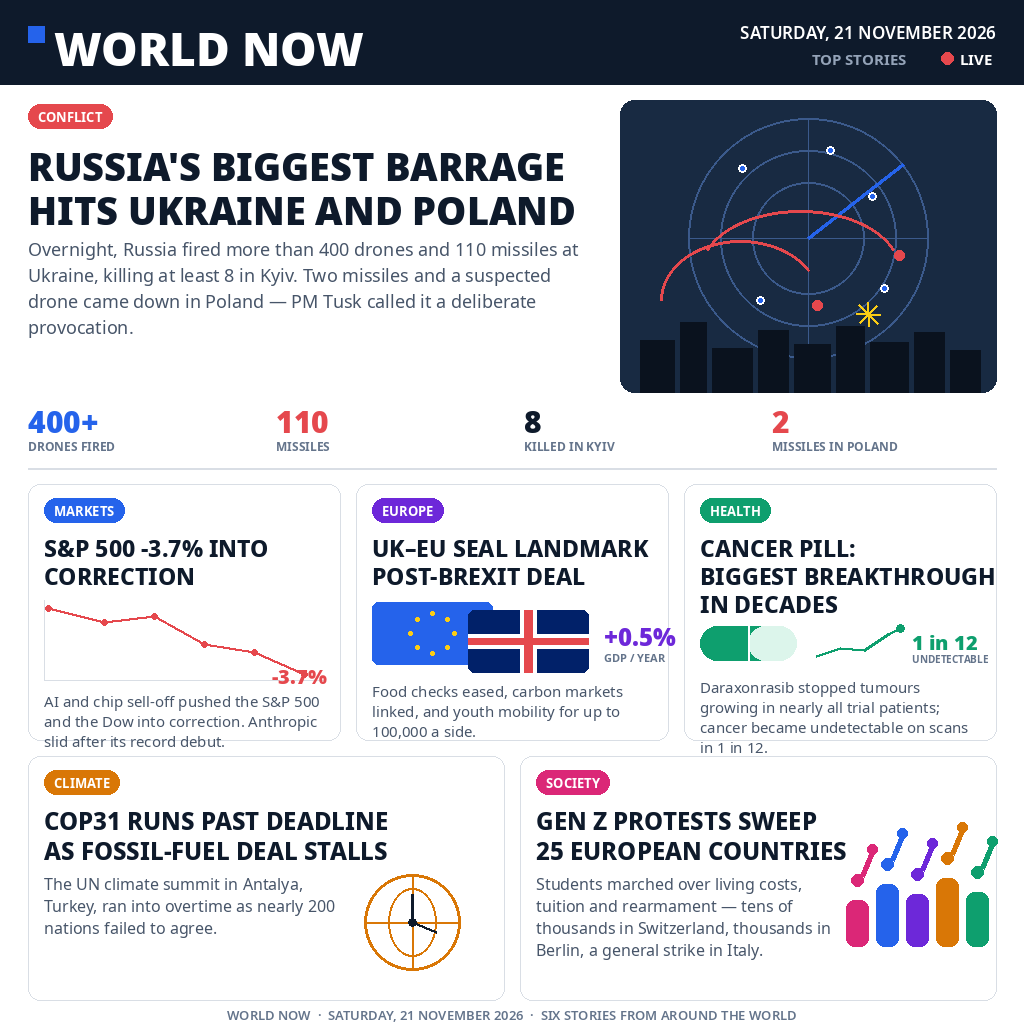 WORLD NOW
SATURDAY, 21 NOVEMBER 2026
TOP STORIES
LIVE
CONFLICT
RUSSIA'S BIGGEST BARRAGE
HITS UKRAINE AND POLAND
Overnight, Russia fired more than 400 drones and 110 missiles at
Ukraine, killing at least 8 in Kyiv. Two missiles and a suspected
drone came down in Poland — PM Tusk called it a deliberate
provocation.
400+
DRONES FIRED
110
MISSILES
8
KILLED IN KYIV
2
MISSILES IN POLAND
MARKETS
S&P 500 -3.7% INTO
CORRECTION
-3.7%
AI and chip sell-off pushed the S&P 500
and the Dow into correction. Anthropic
slid after its record debut.
EUROPE
UK–EU SEAL LANDMARK
POST-BREXIT DEAL
+0.5%
GDP / YEAR
Food checks eased, carbon markets
linked, and youth mobility for up to
100,000 a side.
HEALTH
CANCER PILL:
BIGGEST BREAKTHROUGH
IN DECADES
1 in 12
UNDETECTABLE
Daraxonrasib stopped tumours
growing in nearly all trial patients;
cancer became undetectable on scans
in 1 in 12.
CLIMATE
COP31 RUNS PAST DEADLINE
AS FOSSIL-FUEL DEAL STALLS
The UN climate summit in Antalya,
Turkey, ran into overtime as nearly 200
nations failed to agree.
SOCIETY
GEN Z PROTESTS SWEEP
25 EUROPEAN COUNTRIES
Students marched over living costs,
tuition and rearmament — tens of
thousands in Switzerland, thousands in
Berlin, a general strike in Italy.
WORLD NOW · SATURDAY, 21 NOVEMBER 2026 · SIX STORIES FROM AROUND THE WORLD